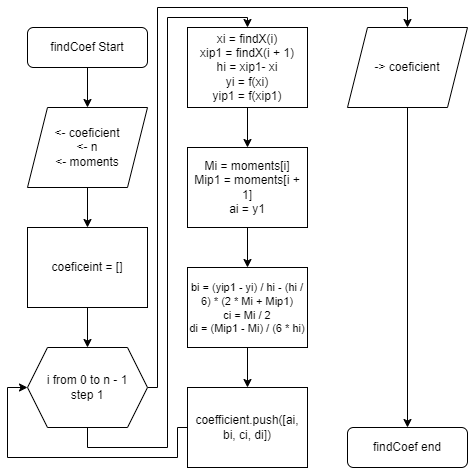 findCoef Start
<- coeficient
<- n
<- moments
coeficeint = []
i from 0 to n - 1
step 1
xi = findX(i)
xip1 = findX(i + 1)
hi = xip1- xi
yi = f(xi)
yip1 = f(xip1)
Mi = moments[i]
Mip1 = moments[i +
1]
ai = y1
bi = (yip1 - yi) / hi - (hi /
6) * (2 * Mi + Mip1)
ci = Mi / 2
di = (Mip1 - Mi) / (6 * hi)
coefficient.push([ai,
bi, ci, di])
-> coeficient
findCoef end